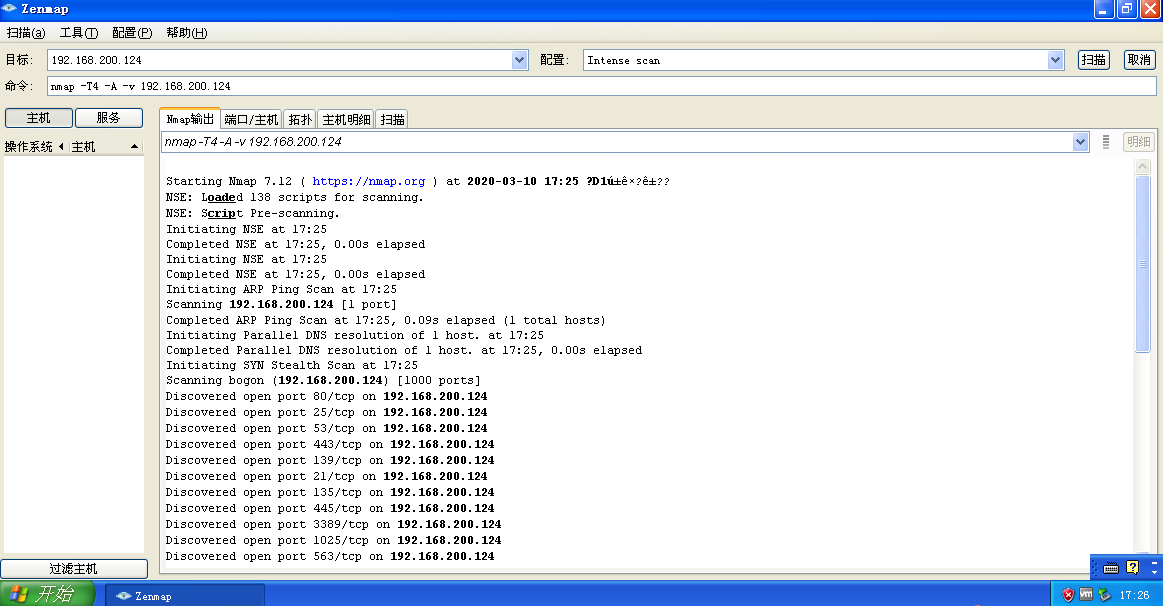 Zenmap
扫描(a) 工具(T) 配置(P) 帮助(H)
目标: 192.168.200.124 配置: Intense scan 扫描 取消
命令: nmap -T4 -A -v 192.168.200.124
主机 服务 Nmap输出 端口/主机 拓扑 主机明细 扫描
操作系统 主机 nmap -T4 -A -v 192.168.200.124 明细
Starting Nmap 7.12 ( https://nmap.org ) at 2020-03-10 17:25 ?D1ú±ê×?ê±??
NSE: Loaded 138 scripts for scanning.
NSE: Script Pre-scanning.
Initiating NSE at 17:25
Completed NSE at 17:25, 0.00s elapsed
Initiating NSE at 17:25
Completed NSE at 17:25, 0.00s elapsed
Initiating ARP Ping Scan at 17:25
Scanning 192.168.200.124 [1 port]
Completed ARP Ping Scan at 17:25, 0.09s elapsed (1 total hosts)
Initiating Parallel DNS resolution of 1 host. at 17:25
Completed Parallel DNS resolution of 1 host. at 17:25, 0.00s elapsed
Initiating SYN Stealth Scan at 17:25
Scanning bogon (192.168.200.124) [1000 ports]
Discovered open port 80/tcp on 192.168.200.124
Discovered open port 25/tcp on 192.168.200.124
Discovered open port 53/tcp on 192.168.200.124
Discovered open port 443/tcp on 192.168.200.124
Discovered open port 139/tcp on 192.168.200.124
Discovered open port 21/tcp on 192.168.200.124
Discovered open port 135/tcp on 192.168.200.124
Discovered open port 445/tcp on 192.168.200.124
Discovered open port 3389/tcp on 192.168.200.124
Discovered open port 1025/tcp on 192.168.200.124
Discovered open port 563/tcp on 192.168.200.124
过滤主机
开始 Zenmap 17:26